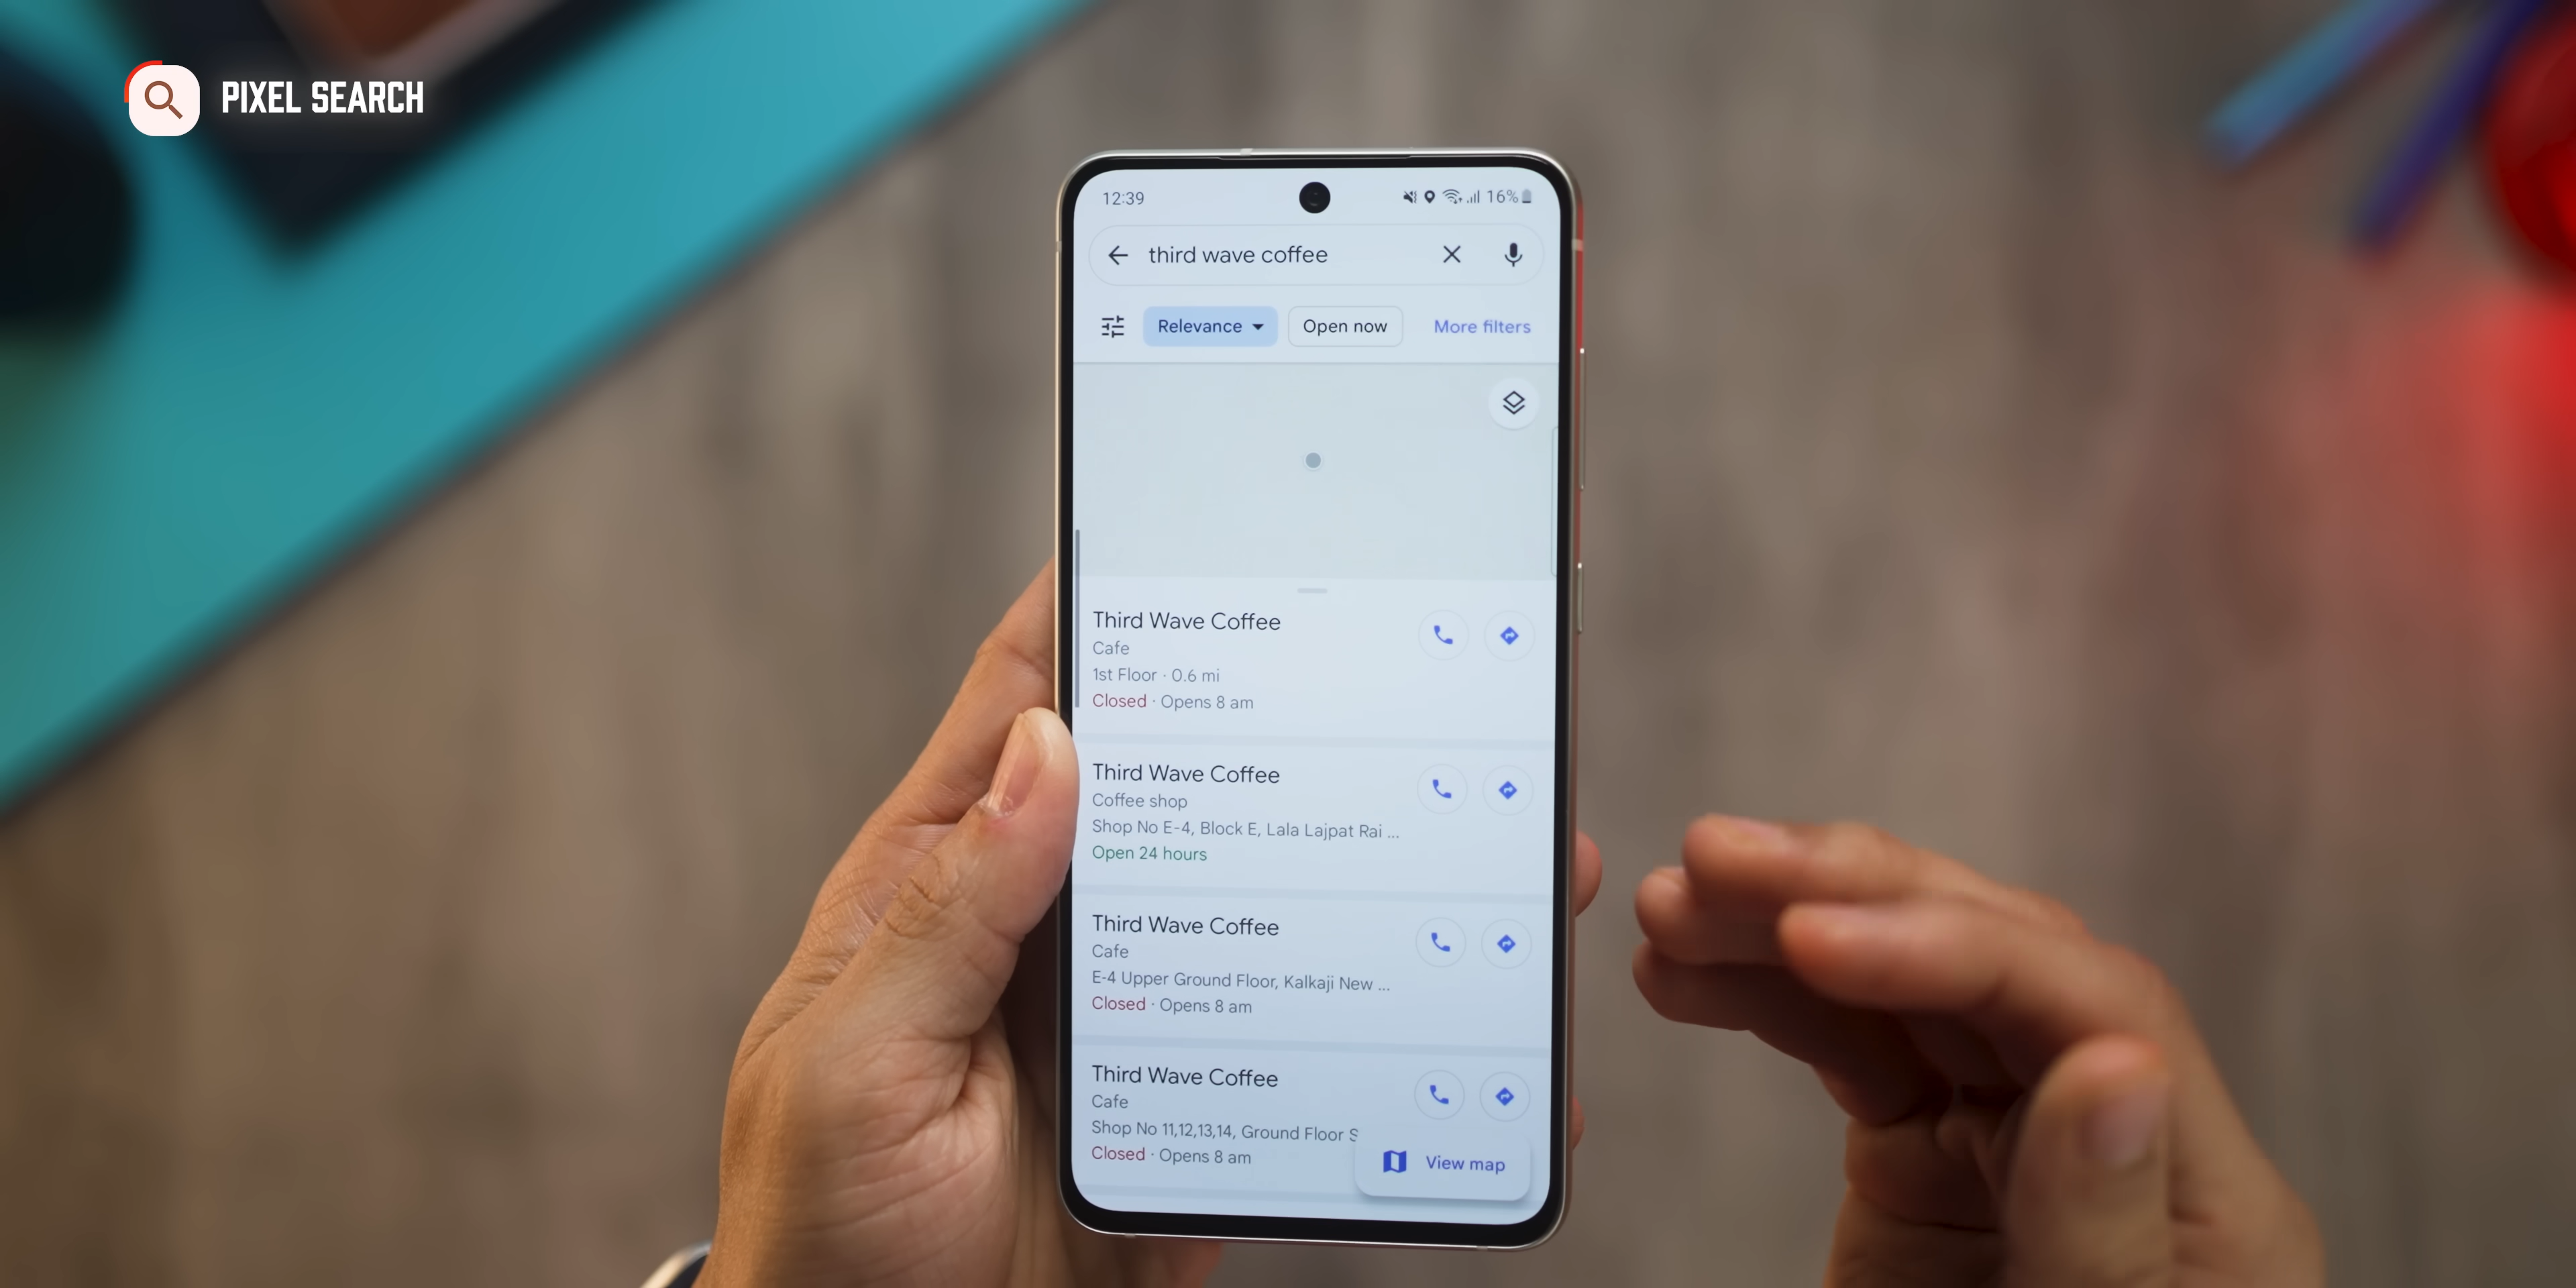 PIXEL SEARCH
12:39
16%
third wave coffee
Relevance
Open now
More filters
Third Wave Coffee
Cafe
1st Floor · 0.6 mi
Closed · Opens 8 am
Third Wave Coffee
Coffee shop
Shop No E-4, Block E, Lala Lajpat Rai ...
Open 24 hours
Third Wave Coffee
Cafe
E-4 Upper Ground Floor, Kalkaji New ...
Closed · Opens 8 am
Third Wave Coffee
Cafe
Shop No 11,12,13,14, Ground Floor S
Closed · Opens 8 am
View map